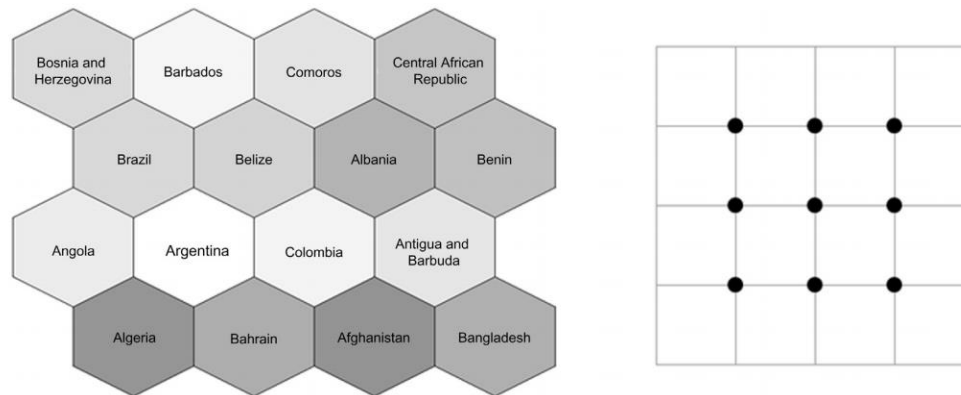 Bosnia and
Herzegovina
Barbados
Comoros
Central African
Republic
Brazil
Belize
Albania
Benin
Angola
Argentina
Colombia
Antigua and
Barbuda
Algeria
Bahrain
Afghanistan
Bangladesh